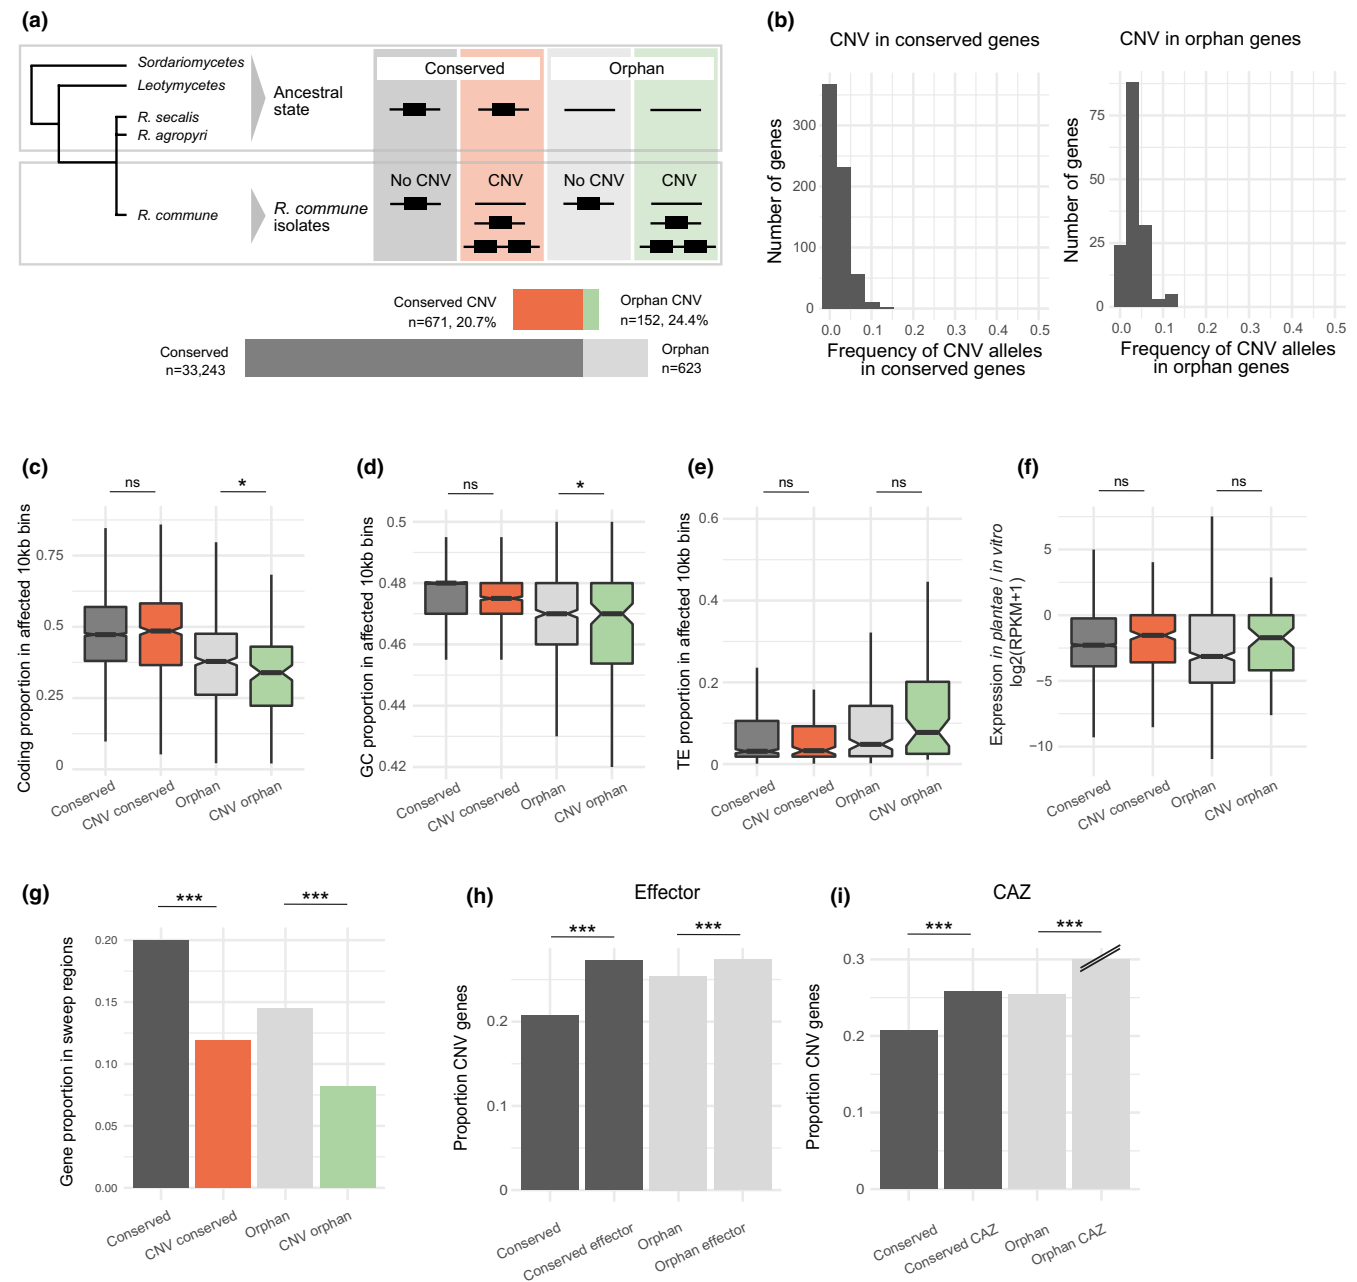 (a)
Sordariomycetes
Leotymycetes
R. secalis
R. agropyri
R. commune
Ancestral
state
R. commune
isolates
Conserved
Orphan
No CNV
CNV
No CNV
CNV
Conserved CNV
n=671, 20.7%
Orphan CNV
n=152, 24.4%
Conserved
n=33,243
Orphan
n=623
(b)
CNV in conserved genes
Number of genes
300
200
100
0
0.0 0.1 0.2 0.3 0.4 0.5
Frequency of CNV alleles
in conserved genes
CNV in orphan genes
Number of genes
75
50
25
0
0.0 0.1 0.2 0.3 0.4 0.5
Frequency of CNV alleles
in orphan genes
(c)
ns
*
Coding proportion in affected 10kb bins
0.75
0.5
0.25
0
Conserved
CNV conserved
Orphan
CNV orphan
(d)
ns
*
GC proportion in affected 10kb bins
0.5
0.48
0.46
0.44
0.42
Conserved
CNV conserved
Orphan
CNV orphan
(e)
ns
ns
TE proportion in affected 10kb bins
0.6
0.4
0.2
0
Conserved
CNV conserved
Orphan
CNV orphan
(f)
ns
ns
Expression in plantae / in vitro
log2(RPKM+1)
5
0
−5
−10
Conserved
CNV conserved
Orphan
CNV orphan
(g)
***
***
Gene proportion in sweep regions
0.20
0.15
0.10
0.05
0.00
Conserved
CNV conserved
Orphan
CNV orphan
(h)
Effector
***
***
Proportion CNV genes
0.2
0.1
0
Conserved
Conserved effector
Orphan
Orphan effector
(i)
CAZ
***
***
Proportion CNV genes
0.3
0.2
0.1
0
Conserved
Conserved CAZ
Orphan
Orphan CAZ